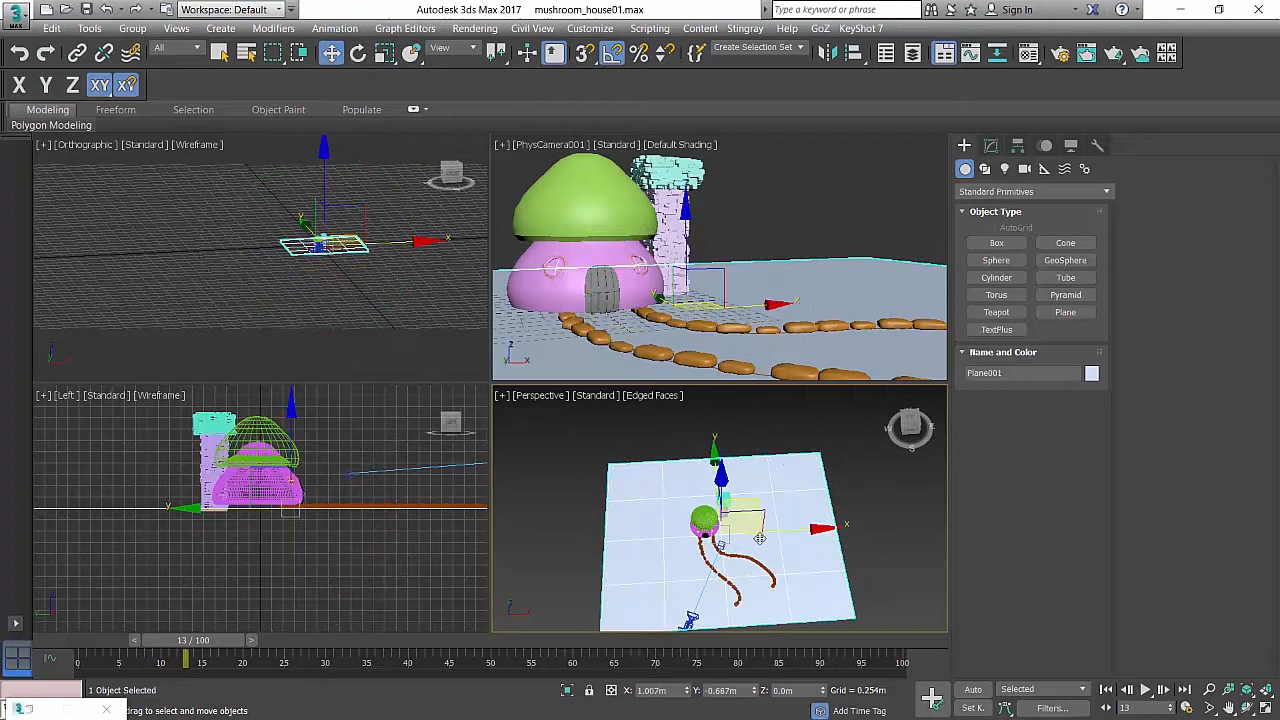 3 Workspace: Default Autodesk 3ds Max 2017 mushroom_house01.max Type a keyword or phrase Sign In
MAX Edit Tools Group Views Create Modifiers Animation Graph Editors Rendering Civil View Customize Scripting Content Help GoZ KeyShot 7
All View Create Selection Set
X Y Z XY XY
Modeling Freeform Selection Object Paint Populate
Polygon Modeling
[+] [Orthographic] [Standard] [Wireframe]
[+] [PhysCamera001] [Standard] [Default Shading]
Standard Primitives
Object Type
AutoGrid
Box Cone
Sphere GeoSphere
Cylinder Tube
Torus Pyramid
Teapot Plane
TextPlus
Name and Color
Plane001
[+] [Left] [Standard] [Wireframe]
[+] [Perspective] [Standard] [Edged Faces]
< 13 / 100 >
0 5 10 15 20 25 30 35 40 45 50 55 60 65 70 75 80 85 90 95 100
1 Object Selected X: 1.007m Y: -0.687m Z: 0.0m Grid = 0.254m Auto Selected
drag to select and move objects Add Time Tag Set K. Filters... 13